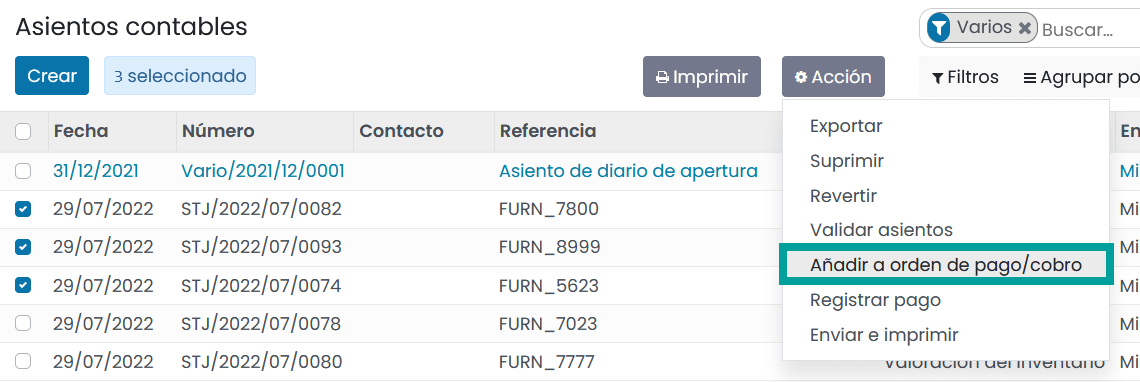 Asientos contables
Varios
Buscar...
Crear
3 seleccionado
Imprimir
Acción
Filtros
Agrupar po
Fecha Número Contacto Referencia En
31/12/2021 Vario/2021/12/0001 Asiento de diario de apertura Mi
29/07/2022 STJ/2022/07/0082 FURN_7800 Mi
29/07/2022 STJ/2022/07/0093 FURN_8999 Mi
29/07/2022 STJ/2022/07/0074 FURN_5623 Mi
29/07/2022 STJ/2022/07/0078 FURN_7023 Mi
29/07/2022 STJ/2022/07/0080 FURN_7777 Valoración del inventario Mi
Exportar
Suprimir
Revertir
Validar asientos
Añadir a orden de pago/cobro
Registrar pago
Enviar e imprimir